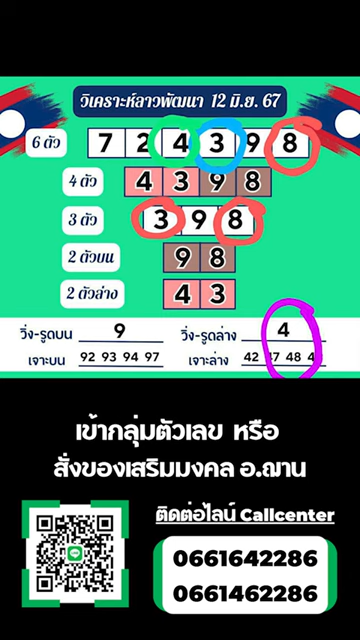 วิเคราะห์ลาวพัฒนา 12 มิ.ย. 67
6 ตัว 7 2 4 3 9 8
4 ตัว 4 3 9 8
3 ตัว 3 9 8
2 ตัวบน 9 8
2 ตัวล่าง 4 3
วิ่ง-รูดบน 9 วิ่ง-รูดล่าง 4
เจาะบน 92 93 94 97 เจาะล่าง 42 47 48
เข้ากลุ่มตัวเลข หรือ
สั่งของเสริมมงคล อ.ฌาน
ติดต่อไลน์ Callcenter
LINE
0661642286
0661462286